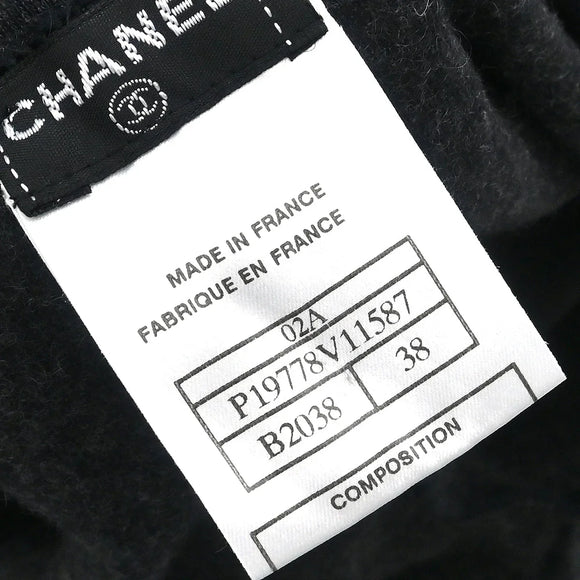 CHANEL
MADE IN FRANCE
FABRIQUE EN FRANCE
02A
P19778V11587
B2038 38
COMPOSITION